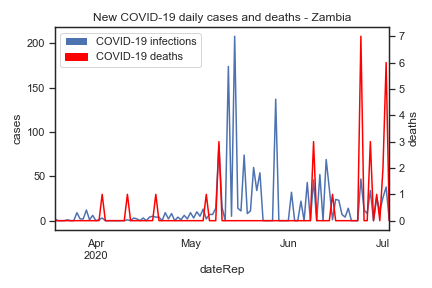 New COVID-19 daily cases and deaths - Zambia
COVID-19 infections
COVID-19 deaths
cases
200
150
100
50
0
deaths
7
6
5
4
3
2
1
0
Apr
2020
May
Jun
Jul
dateRep